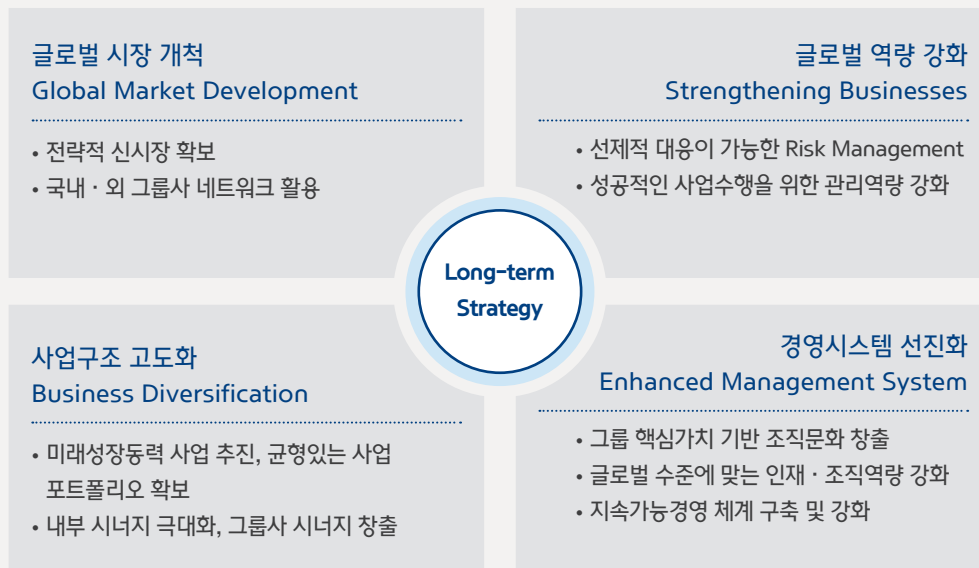 글로벌 시장 개척
Global Market Development
• 전략적 신시장 확보
• 국내 · 외 그룹사 네트워크 활용
글로벌 역량 강화
Strengthening Businesses
• 선제적 대응이 가능한 Risk Management
• 성공적인 사업수행을 위한 관리역량 강화
Long-term
Strategy
사업구조 고도화
Business Diversification
• 미래성장동력 사업 추진, 균형있는 사업
포트폴리오 확보
• 내부 시너지 극대화, 그룹사 시너지 창출
경영시스템 선진화
Enhanced Management System
• 그룹 핵심가치 기반 조직문화 창출
• 글로벌 수준에 맞는 인재 · 조직역량 강화
• 지속가능경영 체계 구축 및 강화